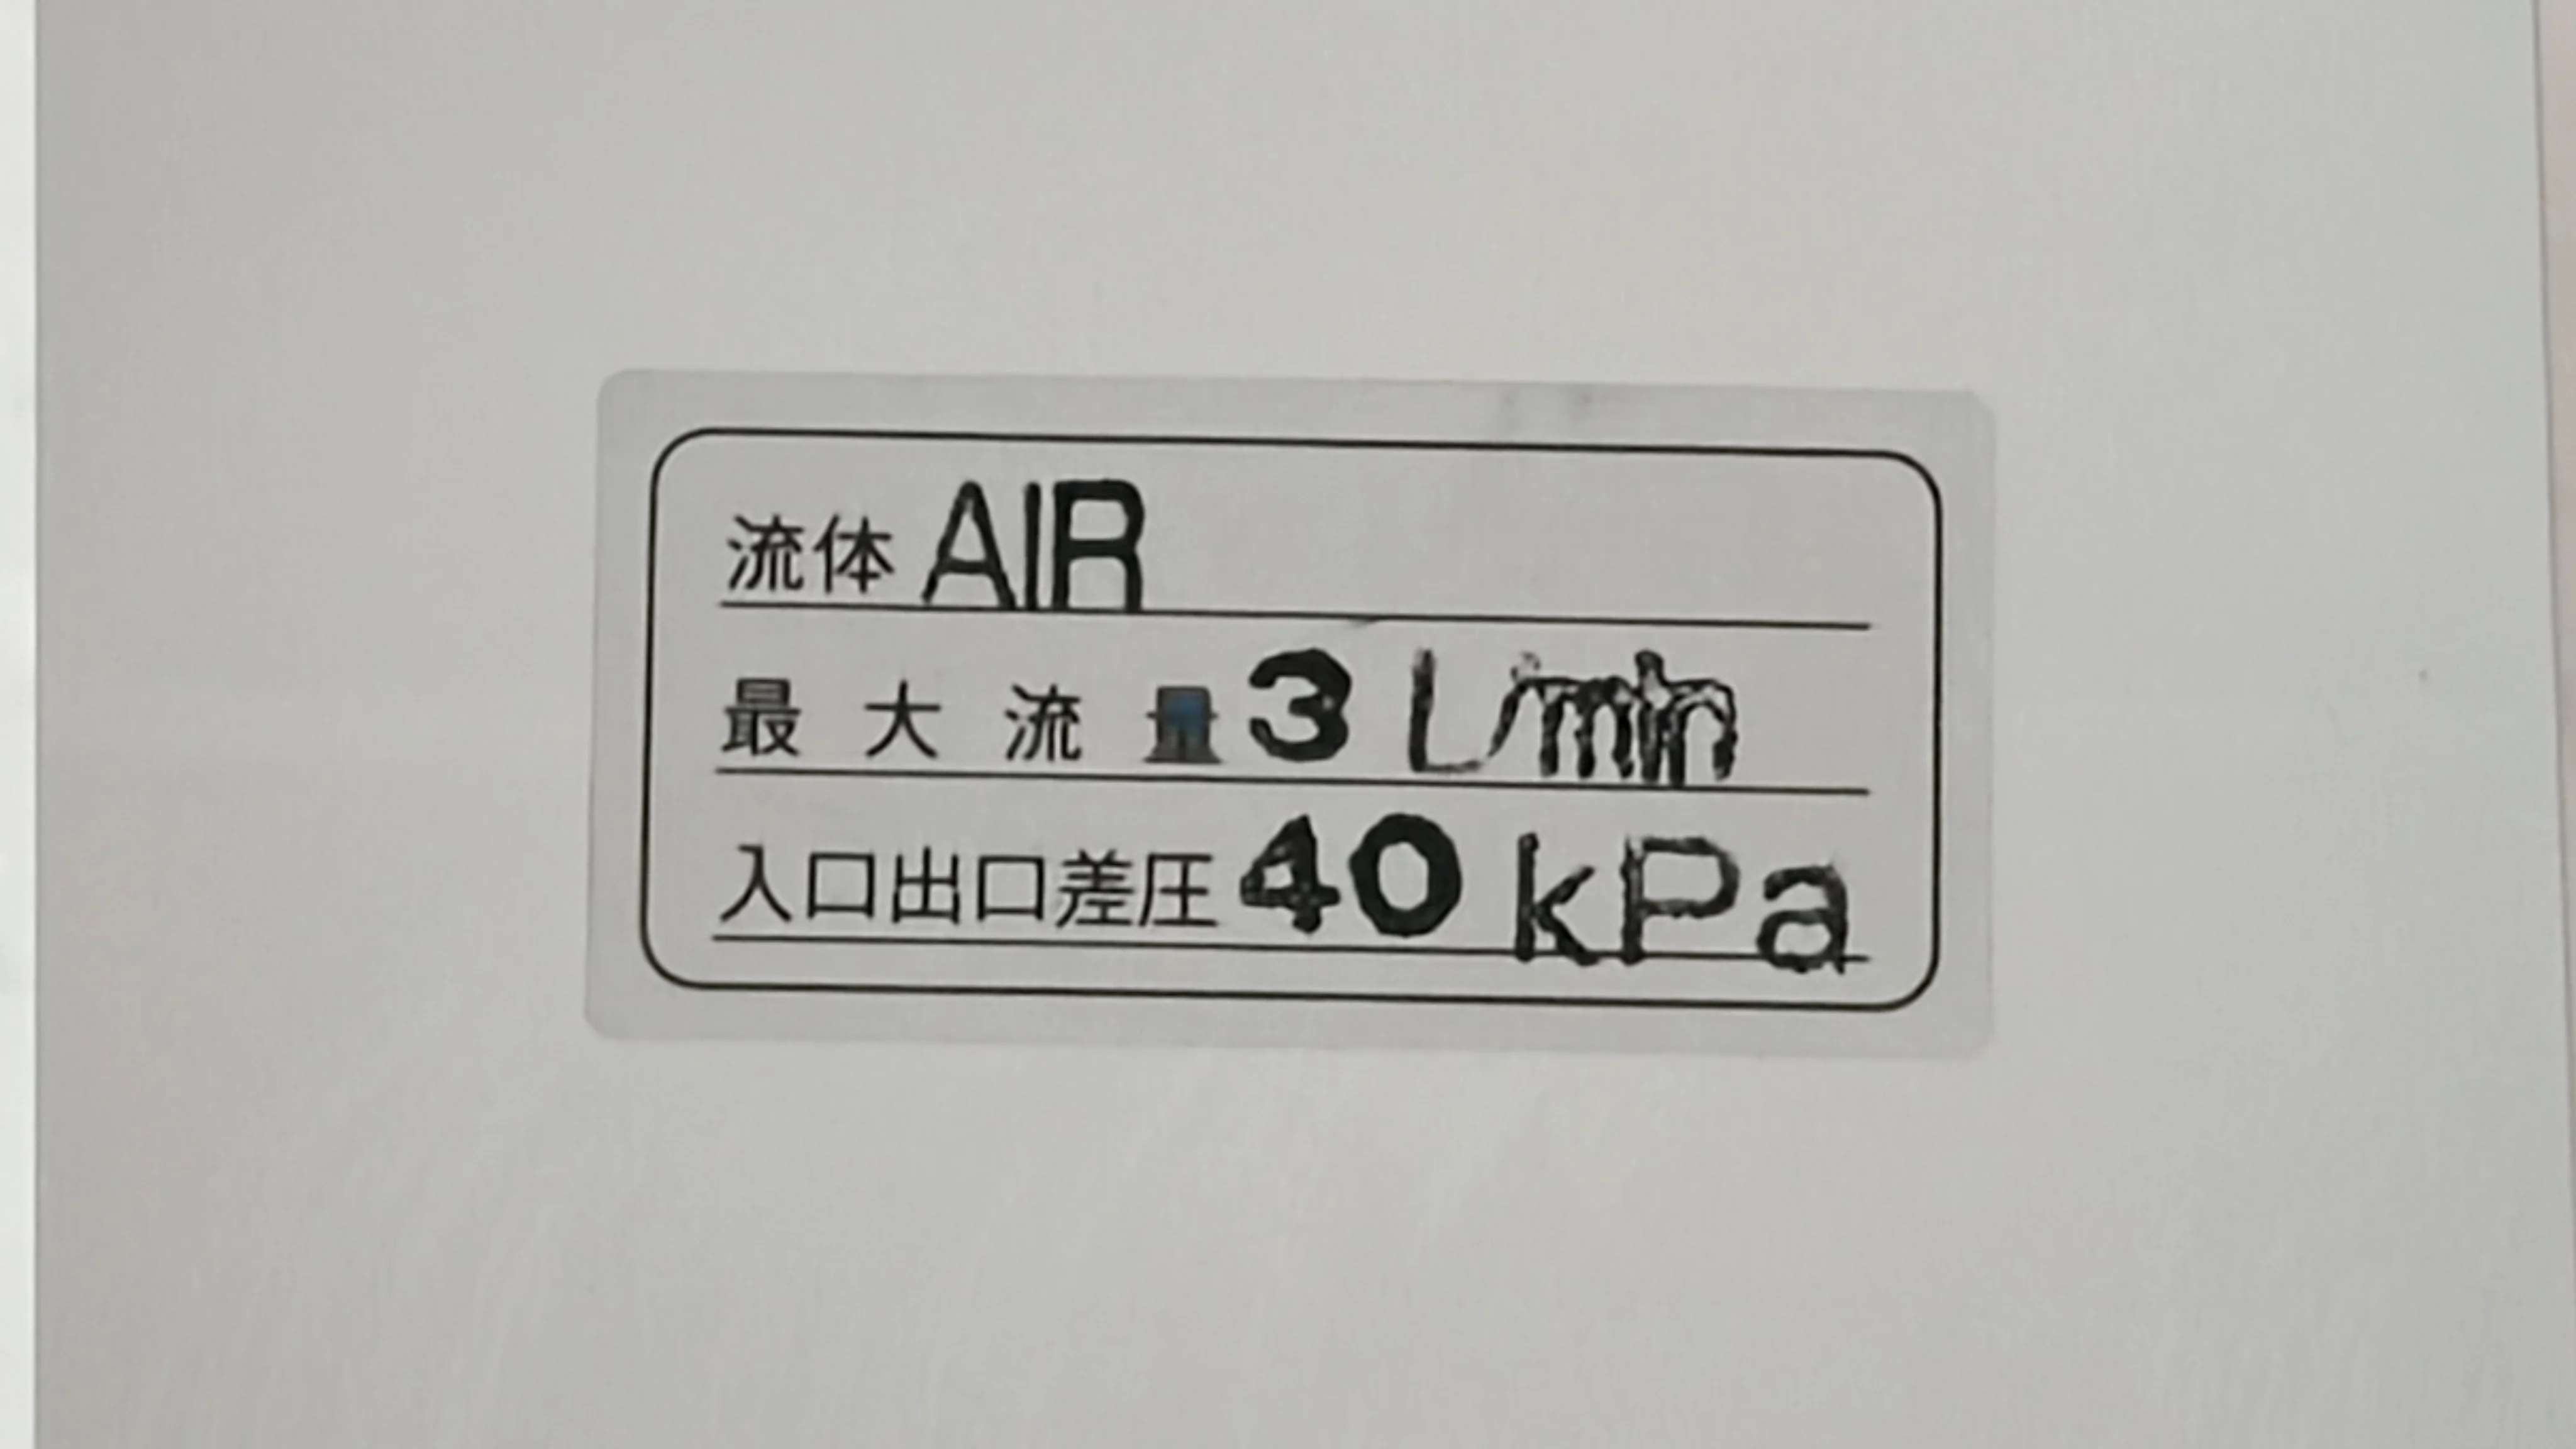 流体 AIR
最大流量 3 L/min
入口出口差圧 40 kPa